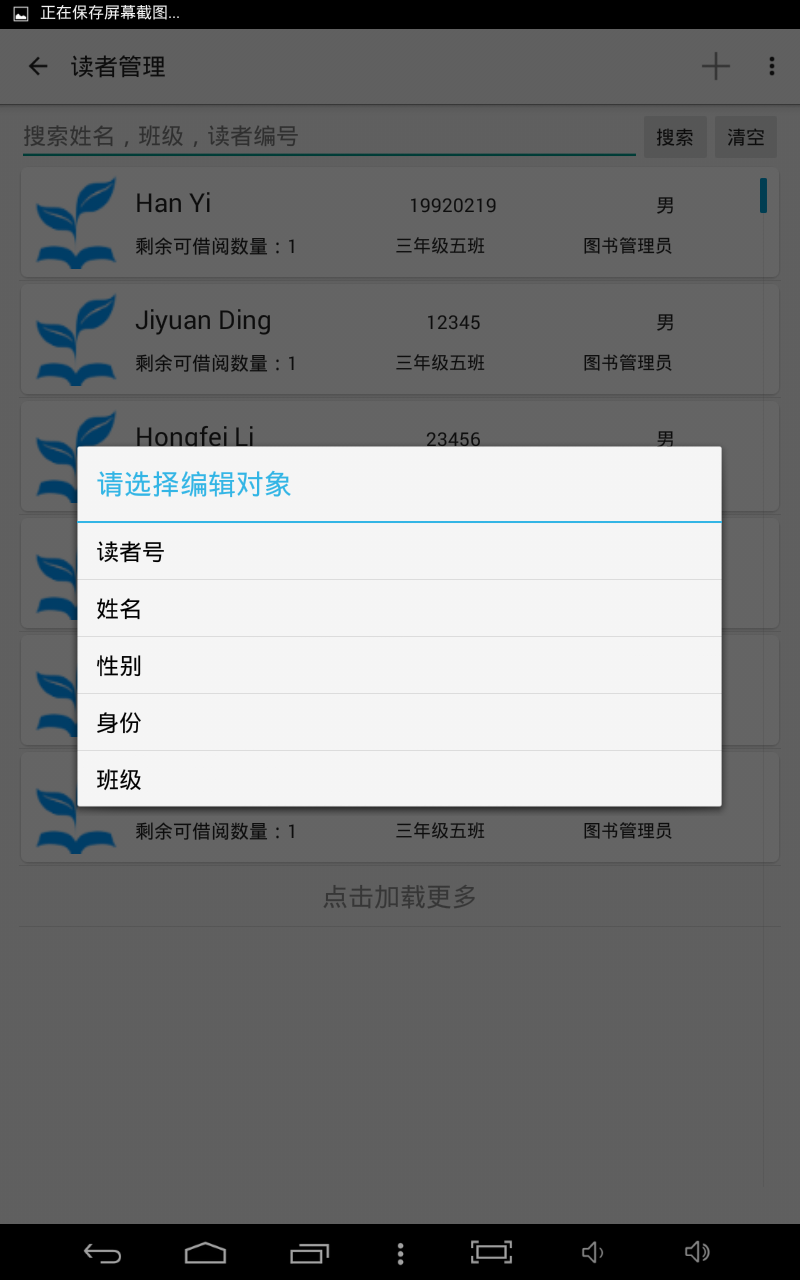 正在保存屏幕截图...
读者管理
搜索姓名，班级，读者编号 搜索 清空
Han Yi 19920219 男
剩余可借阅数量：1 三年级五班 图书管理员
Jiyuan Ding 12345 男
剩余可借阅数量：1 三年级五班 图书管理员
Hongfei Li 23456 男
请选择编辑对象
读者号
姓名
性别
身份
班级
剩余可借阅数量：1 三年级五班 图书管理员
点击加载更多